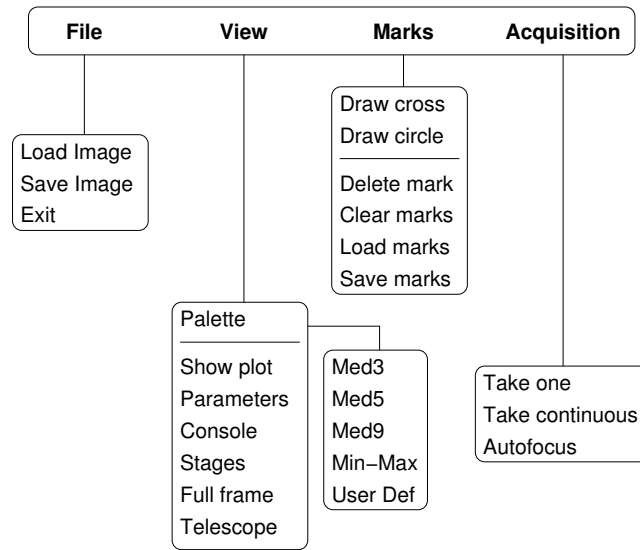 File View Marks Acquisition
Load Image
Save Image
Exit
Palette
Show plot
Parameters
Console
Stages
Full frame
Telescope
Med3
Med5
Med9
Min−Max
User Def
Draw cross
Draw circle
Delete mark
Clear marks
Load marks
Save marks
Take one
Take continuous
Autofocus